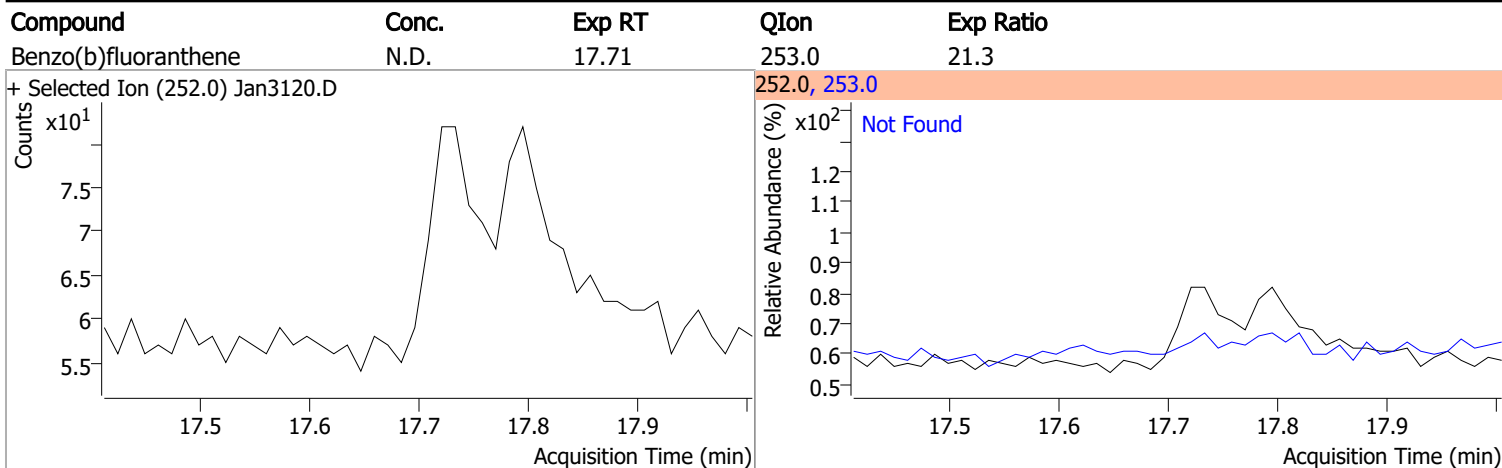 Compound Conc. Exp RT QIon Exp Ratio
Benzo(b)fluoranthene N.D. 17.71 253.0 21.3
+ Selected Ion (252.0) Jan3120.D
Counts
x10¹
7.5
7
6.5
6
5.5
17.5 17.6 17.7 17.8 17.9
Acquisition Time (min)
252.0, 253.0
Relative Abundance (%)
x10²
Not Found
1.2
1.1
1
0.9
0.8
0.7
0.6
0.5
17.5 17.6 17.7 17.8 17.9
Acquisition Time (min)